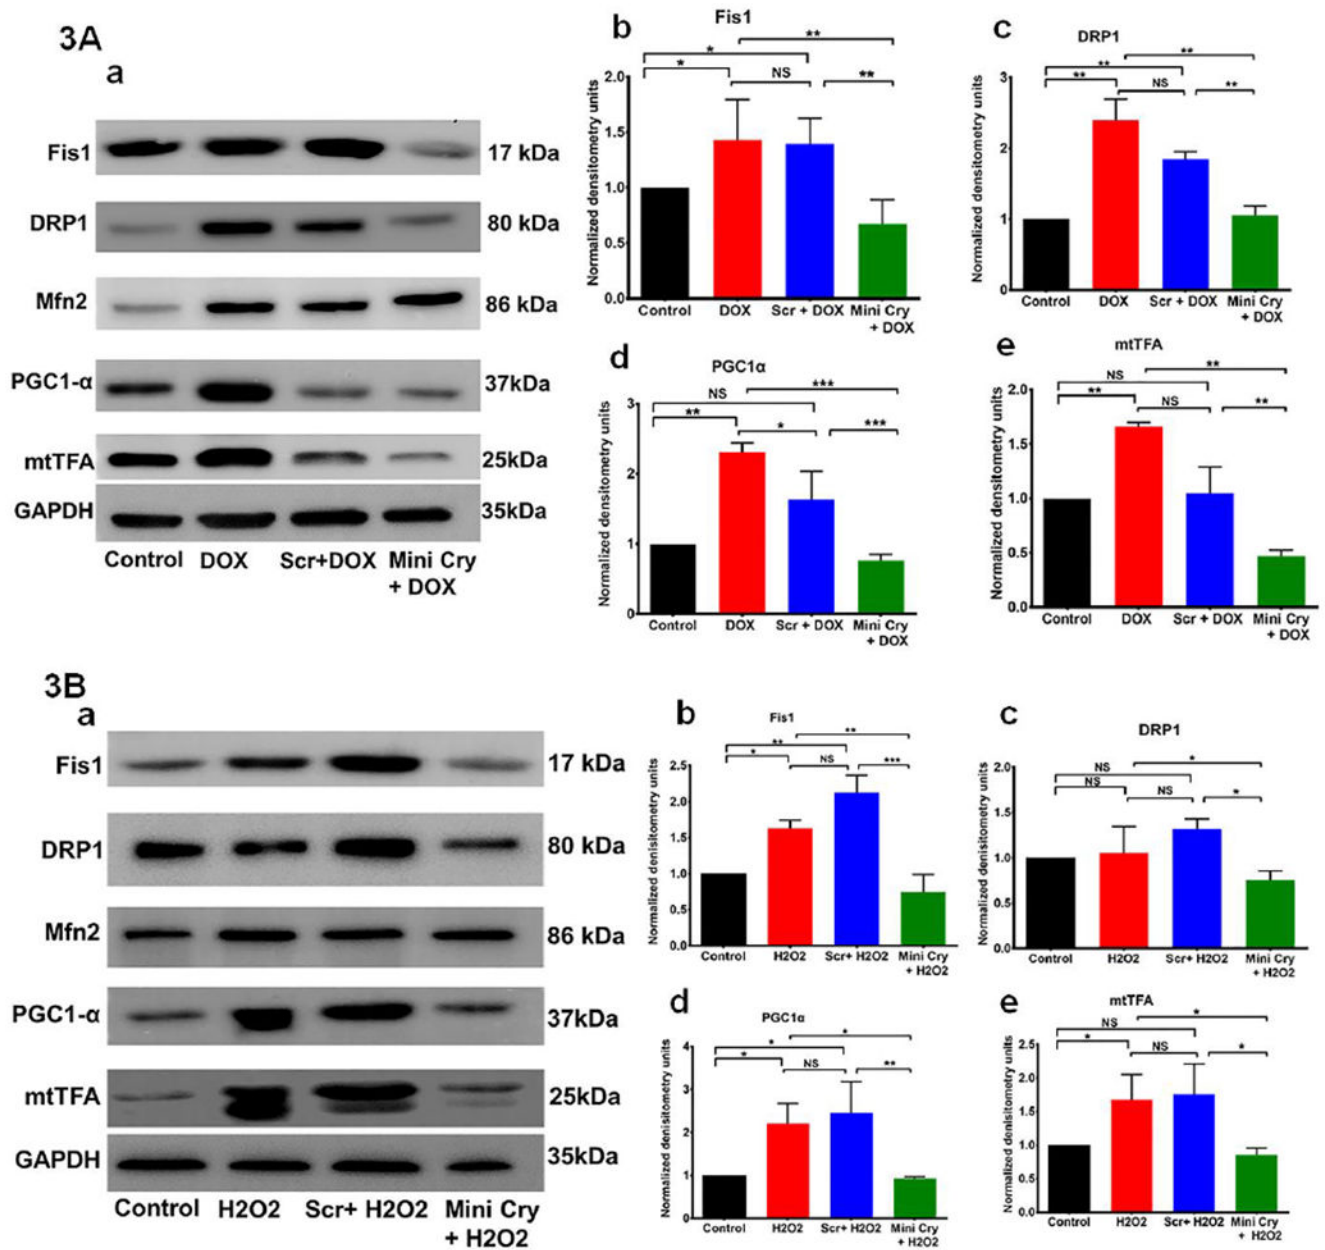 3A
a
Fis1
17 kDa
DRP1
80 kDa
Mfn2
86 kDa
PGC1-α
37kDa
mtTFA
25kDa
GAPDH
35kDa
Control DOX Scr+DOX Mini Cry
+ DOX
b
Fis1
**
*
*
NS
**
Normalized densitometry units
2.0
1.5
1.0
0.5
0.0
Control DOX Scr + DOX Mini Cry
+ DOX
c
DRP1
**
**
**
NS
**
Normalized densitometry units
3
2
1
0
Control DOX Scr + DOX Mini Cry
+ DOX
d
PGC1α
***
NS
**
*
***
Normalized densitometry units
3
2
1
0
Control DOX Scr + DOX Mini Cry
+ DOX
e
mtTFA
**
NS
**
NS
**
Normalized densitometry units
2.0
1.5
1.0
0.5
0.0
Control DOX Scr + DOX Mini Cry
+ DOX
3B
a
Fis1
17 kDa
DRP1
80 kDa
Mfn2
86 kDa
PGC1-α
37kDa
mtTFA
25kDa
GAPDH
35kDa
Control H2O2 Scr+ H2O2 Mini Cry
+ H2O2
b
Fis1
**
**
*
NS
***
Normalized denisitometry units
2.5
2.0
1.5
1.0
0.5
0.0
Control H2O2 Scr+ H2O2 Mini Cry
+ H2O2
c
DRP1
*
NS
NS
NS
*
Normalized denisitometry units
2.0
1.5
1.0
0.5
0.0
Control H2O2 Scr+ H2O2 Mini Cry
+ H2O2
d
PGC1α
*
*
*
NS
**
Normalized denisitometry units
4
3
2
1
0
Control H2O2 Scr+ H2O2 Mini Cry
+ H2O2
e
mtTFA
*
NS
*
NS
*
Normalized denisitometry units
2.5
2.0
1.5
1.0
0.5
0.0
Control H2O2 Scr+ H2O2 Mini Cry
+ H2O2